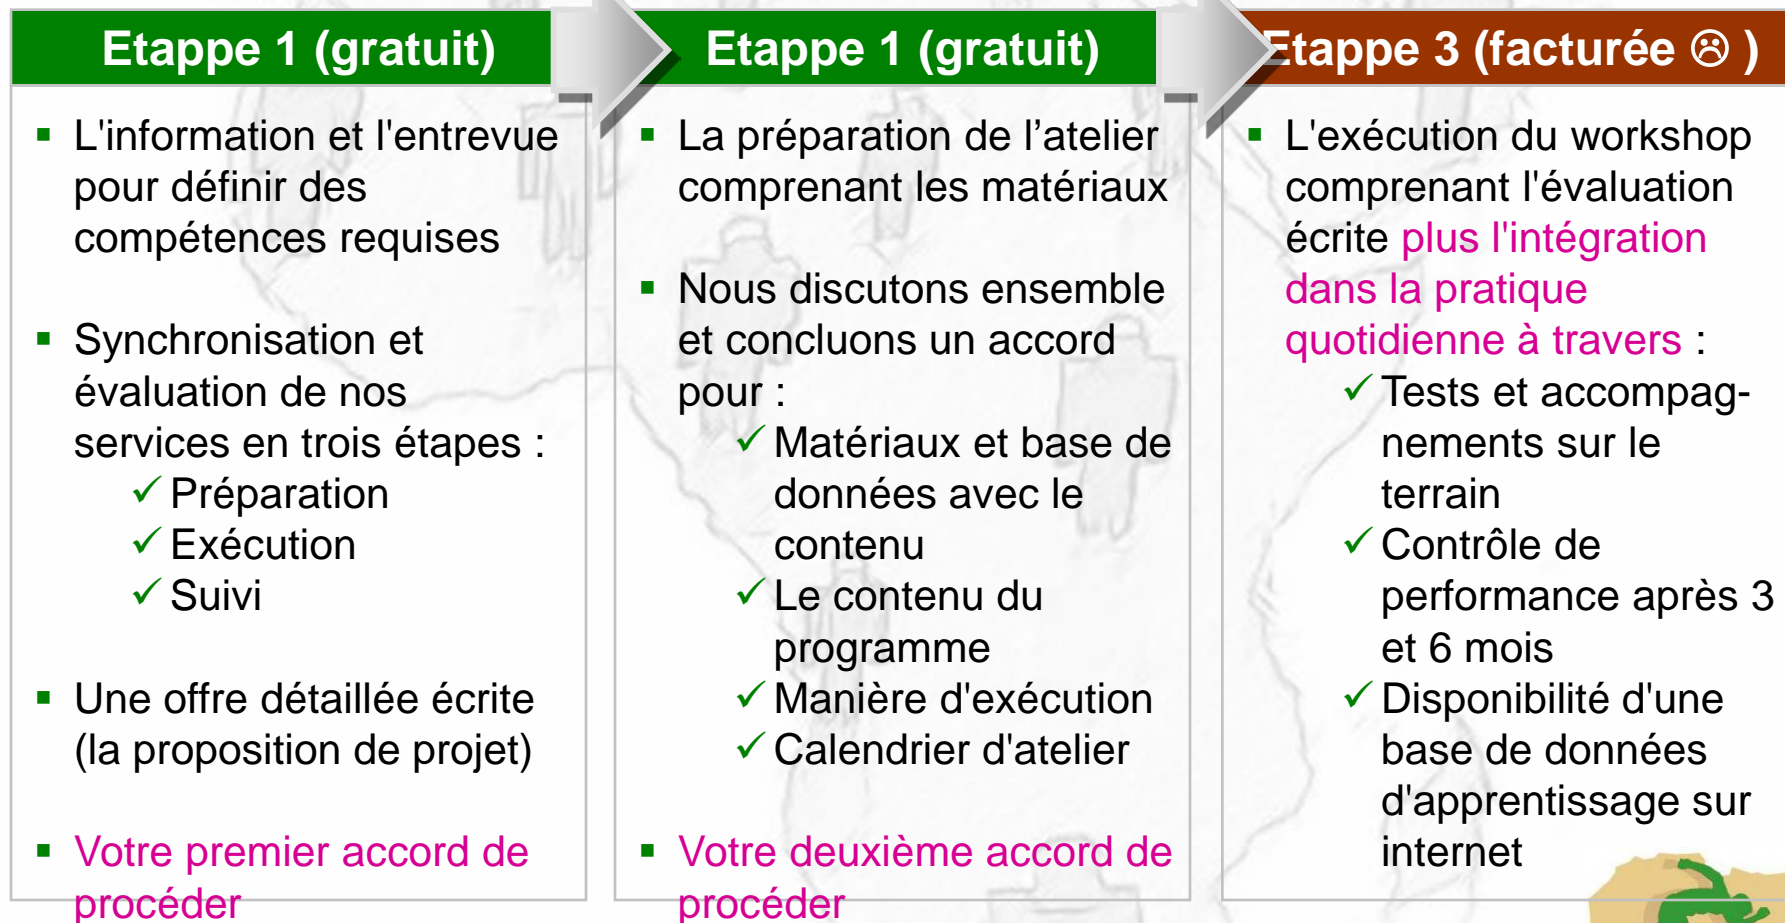 Etappe 1 (gratuit)
L'information et l'entrevue
pour définir des
compétences requises
Synchronisation et
évaluation de nos
services en trois étapes :
Préparation
Exécution
Suivi
Une offre détaillée écrite
(la proposition de projet)
Votre premier accord de
procéder
Etappe 1 (gratuit)
La préparation de l’atelier
comprenant les matériaux
Nous discutons ensemble
et concluons un accord
pour :
Matériaux et base de
données avec le
contenu
Le contenu du
programme
Manière d'exécution
Calendrier d'atelier
Votre deuxième accord de
procéder
Etappe 3 (facturée ☹ )
L'exécution du workshop
comprenant l'évaluation
écrite plus l'intégration
dans la pratique
quotidienne à travers :
Tests et accompag-
nements sur le
terrain
Contrôle de
performance après 3
et 6 mois
Disponibilité d'une
base de données
d'apprentissage sur
internet